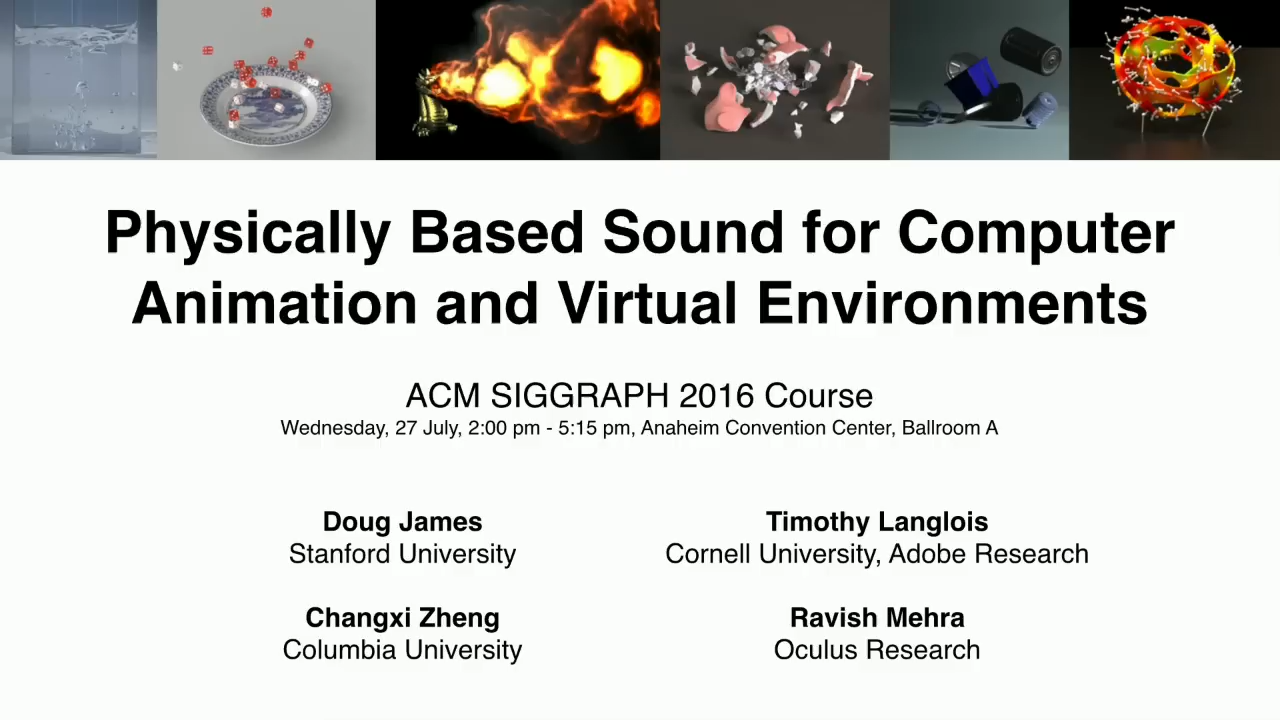 Physically Based Sound for Computer
Animation and Virtual Environments
ACM SIGGRAPH 2016 Course
Wednesday, 27 July, 2:00 pm - 5:15 pm, Anaheim Convention Center, Ballroom A
Doug James
Stanford University
Timothy Langlois
Cornell University, Adobe Research
Changxi Zheng
Columbia University
Ravish Mehra
Oculus Research